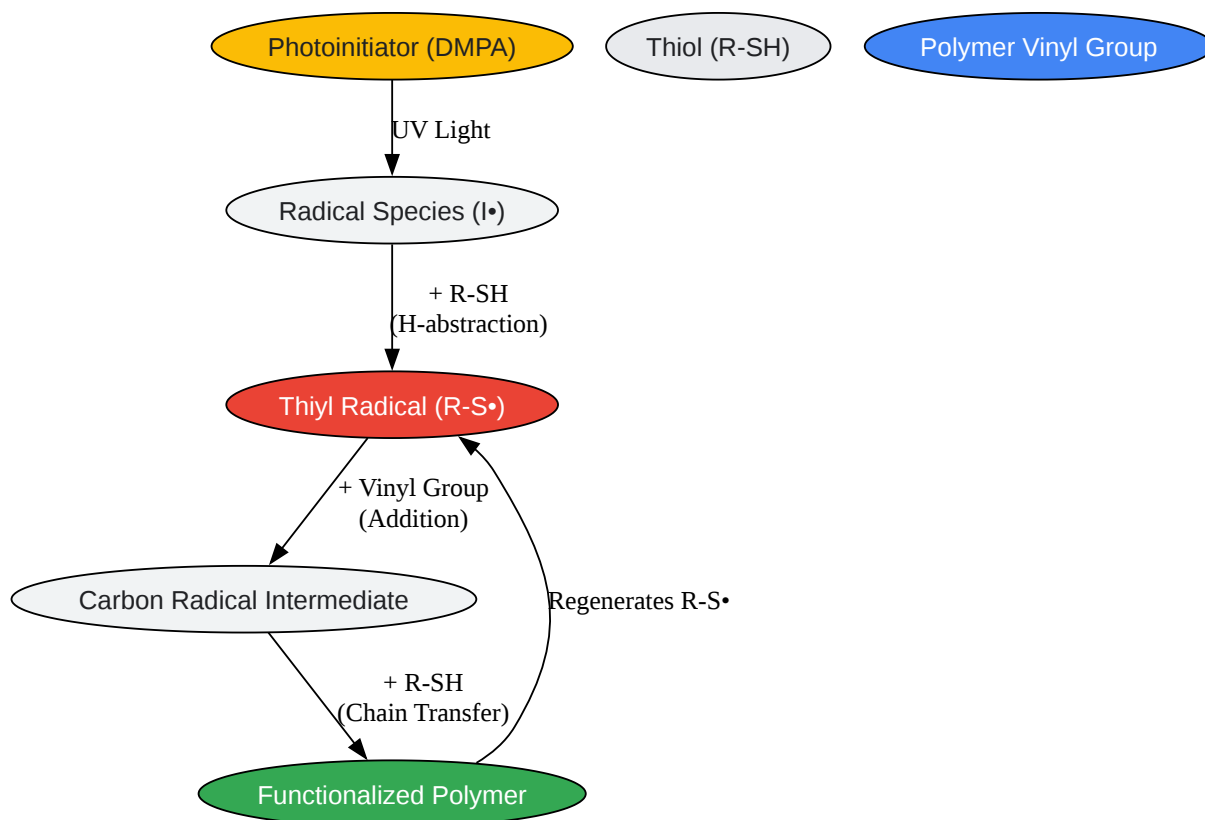 Photoinitiator (DMPA)
Thiol (R-SH)
Polymer Vinyl Group
UV Light
Radical Species (I•)
+ R-SH
(H-abstraction)
Thiyl Radical (R-S•)
+ Vinyl Group
(Addition)
Carbon Radical Intermediate
Regenerates R-S•
+ R-SH
(Chain Transfer)
Functionalized Polymer